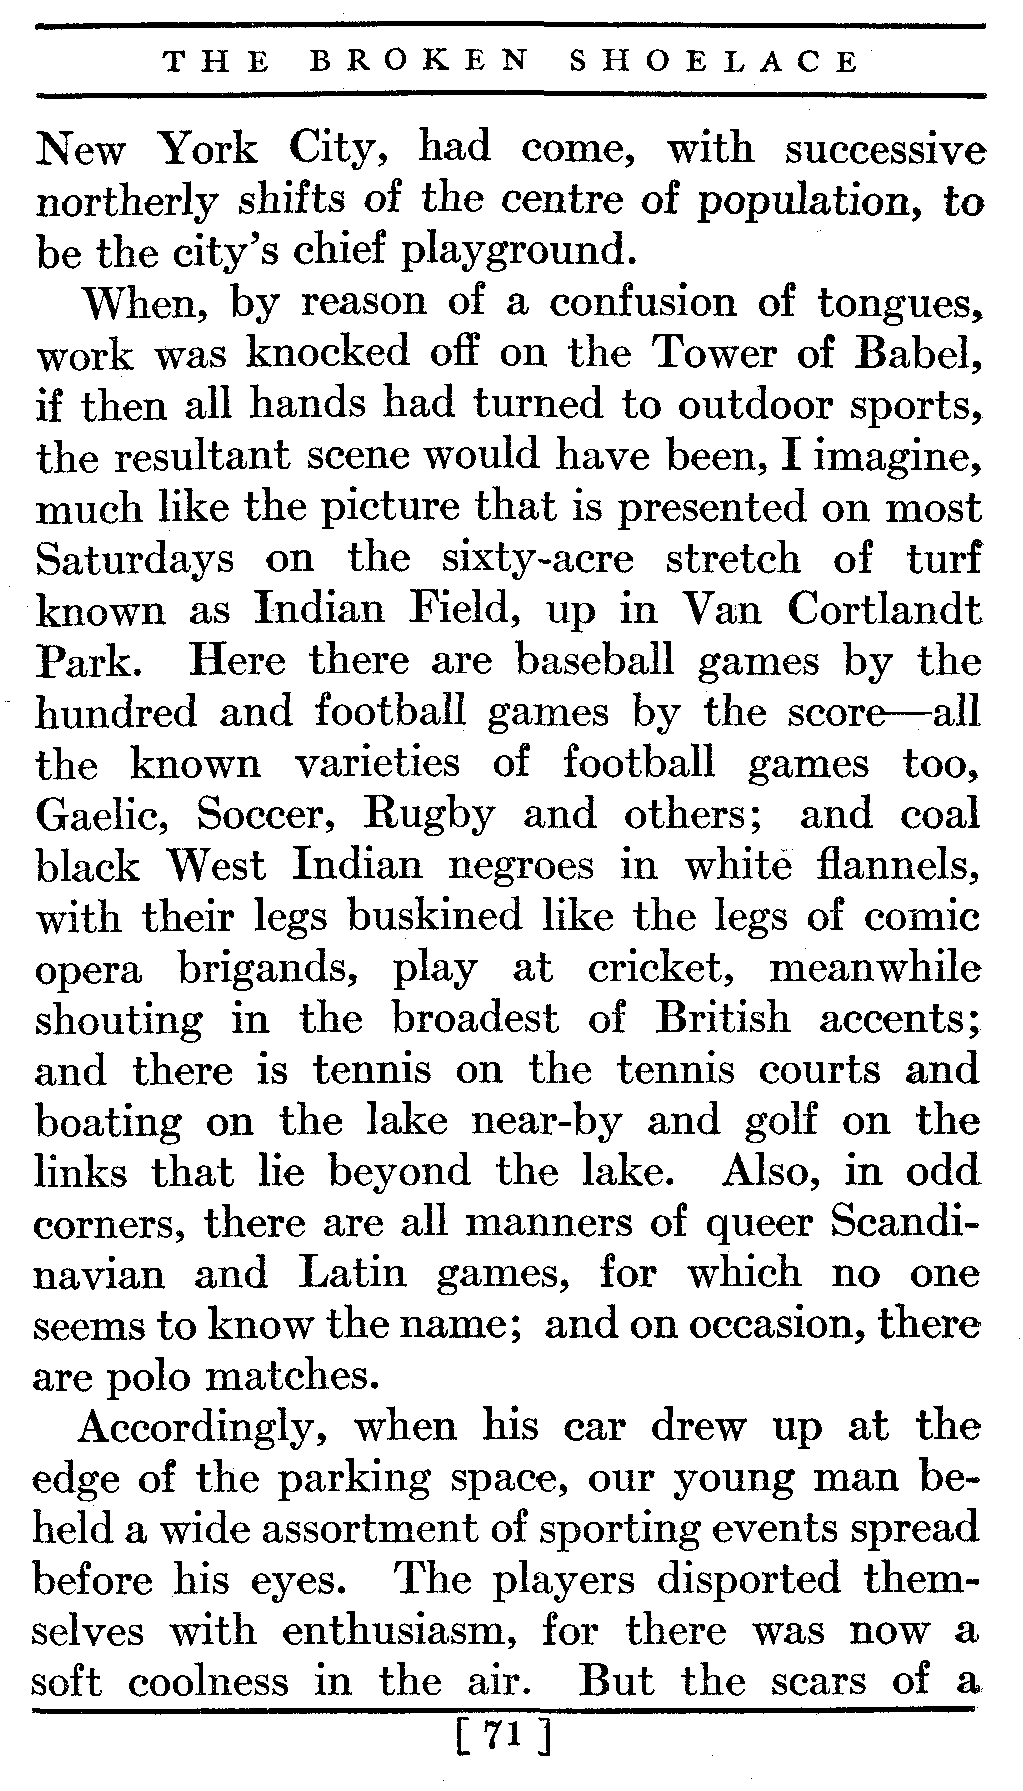 THE BROKEN SHOELACE
New York City, had come, with successive
northerly shifts of the centre of population, to
be the city's chief playground.
When, by reason of a confusion of tongues,
work was knocked off on the Tower of Babel,
if then all hands had turned to outdoor sports,
the resultant scene would have been, I imagine,
much like the picture that is presented on most
Saturdays on the sixty-acre stretch of turf
known as Indian Field, up in Van Cortlandt
Park. Here there are baseball games by the
hundred and football games by the score—all
the known varieties of football games too,
Gaelic, Soccer, Rugby and others; and coal
black West Indian negroes in white flannels,
with their legs buskined like the legs of comic
opera brigands, play at cricket, meanwhile
shouting in the broadest of British accents;
and there is tennis on the tennis courts and
boating on the lake near-by and golf on the
links that lie beyond the lake. Also, in odd
corners, there are all manners of queer Scandi-
navian and Latin games, for which no one
seems to know the name; and on occasion, there
are polo matches.
Accordingly, when his car drew up at the
edge of the parking space, our young man be-
held a wide assortment of sporting events spread
before his eyes. The players disported them-
selves with enthusiasm, for there was now a
soft coolness in the air. But the scars of a
[ 71 ]